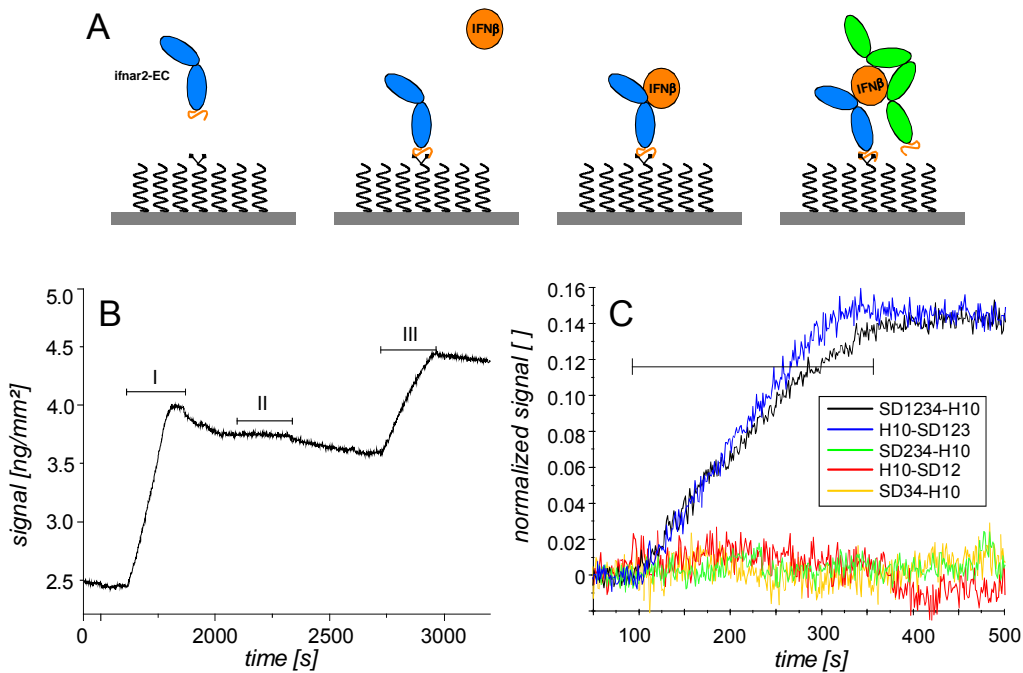 A
ifnar2-EC
IFNβ
IFNβ
IFNβ
B
signal [ng/mm²]
5.0
4.5
4.0
3.5
3.0
2.5
I
II
III
0
2000
2500
3000
time [s]
C
normalized signal [ ]
0.16
0.14
0.12
0.10
0.08
0.06
0.04
0.02
0
SD1234-H10
H10-SD123
SD234-H10
H10-SD12
SD34-H10
100
200
300
400
500
time [s]